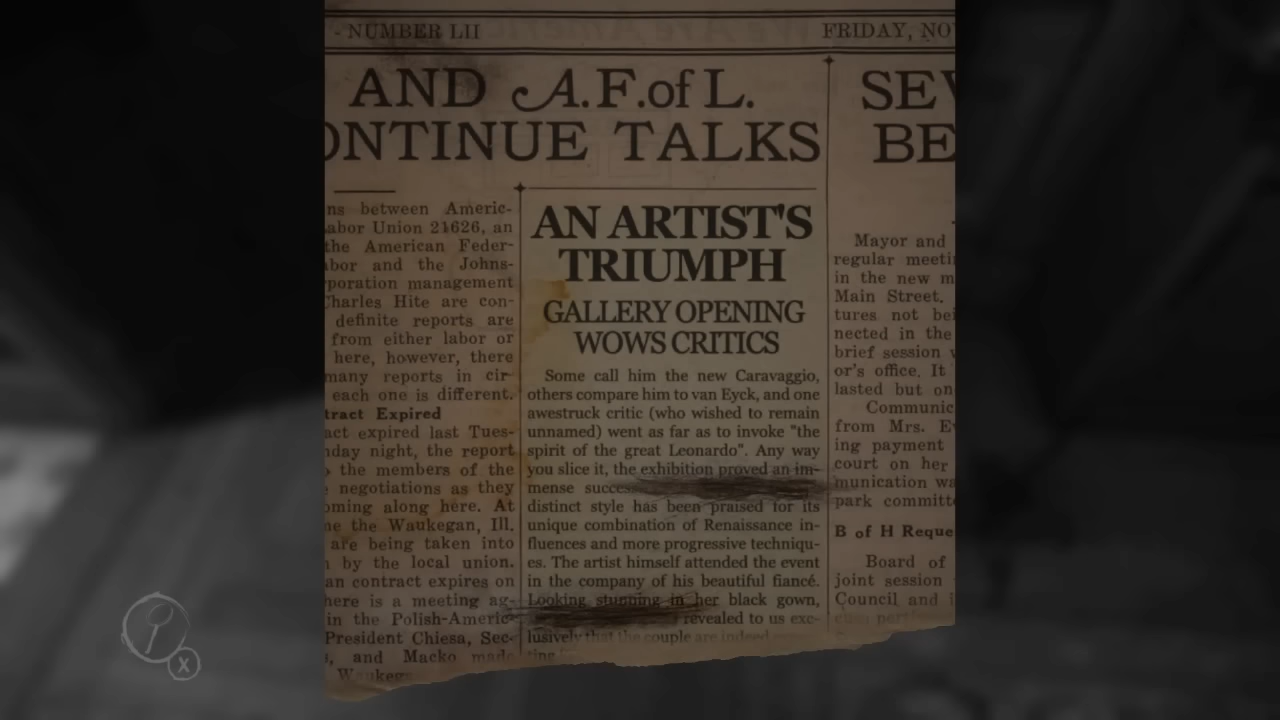 - NUMBER LII
FRIDAY, NO
AND A.F.of L.
ONTINUE TALKS
SEV
BE
ns between Americ-
abor Union 21626, an
the American Feder-
abor and the Johns-
rporation management
Charles Hite are con-
definite reports are
from either labor or
here, however, there
many reports in cir-
each one is different.
tract Expired
act expired last Tues-
nday night, the report
the members of the
negotiations as they
oming along here. At
me the Waukegan, Ill.
are being taken into
by the local union.
an contract expires on
here is a meeting ag-
in the Polish-Americ-
President Chiesa, Sec-
, and Macko made
Waukeg
AN ARTIST'S
TRIUMPH
GALLERY OPENING
WOWS CRITICS
Some call him the new Caravaggio,
others compare him to van Eyck, and one
awestruck critic (who wished to remain
unnamed) went as far as to invoke "the
spirit of the great Leonardo". Any way
you slice it, the exhibition proved an im-
mense succes
distinct style has been praised for its
unique combination of Renaissance in-
fluences and more progressive techniqu-
es. The artist himself attended the event
in the company of his beautiful fiancé.
Looking stunning in her black gown,
revealed to us exc-
lusively that the couple are indeed
ting
Mayor and
regular meetin
in the new m
Main Street.
tures not bei
nected in the
brief session w
or's office. It
lasted but on
Communic
from Mrs. Ev
ing payment
court on her
munication wa
park committe
B of H Reque
Board of
joint session
Council and
X